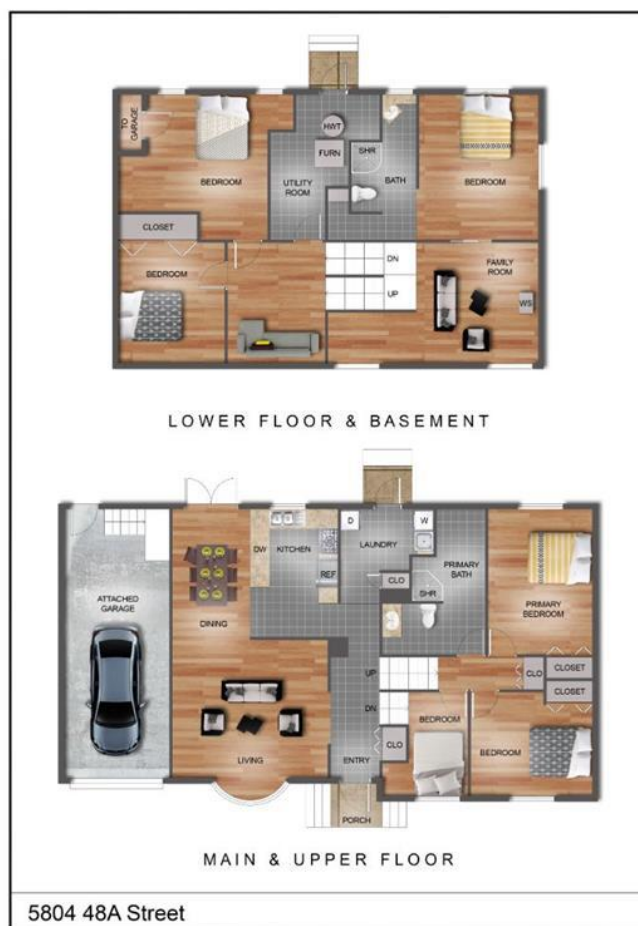 TO
GARAGE
BEDROOM
HWT
FURN
SHR
UTILITY
ROOM
BATH
BEDROOM
CLOSET
BEDROOM
DN
UP
FAMILY
ROOM
WS
LOWER FLOOR & BASEMENT
ATTACHED
GARAGE
DINING
DW
KITCHEN
REF
D
LAUNDRY
W
CLO
PRIMARY
BATH
SHR
PRIMARY
BEDROOM
CLO
CLOSET
CLOSET
UP
DN
BEDROOM
BEDROOM
CLO
LIVING
ENTRY
PORCH
MAIN & UPPER FLOOR
5804 48A Street